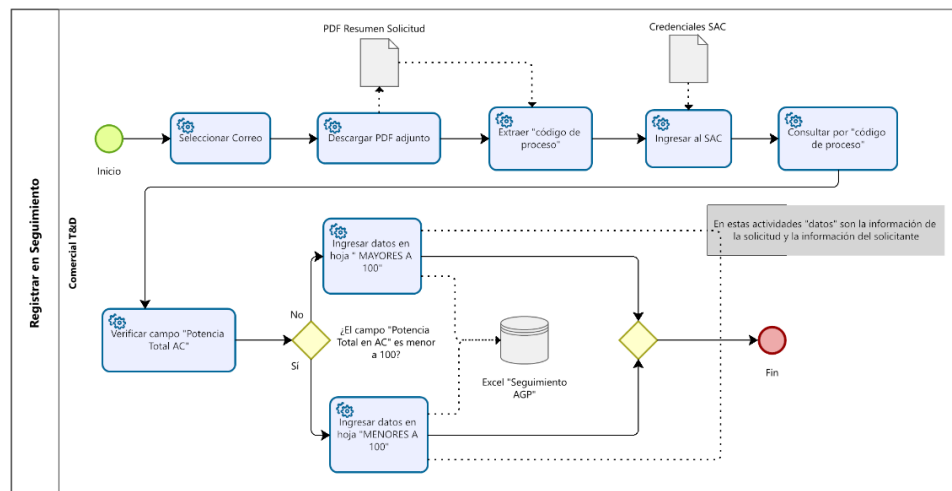 Registrar en Seguimiento
Comercial T&D
PDF Resumen Solicitud
Credenciales SAC
Inicio
Seleccionar Correo
Descargar PDF adjunto
Extraer "código de
proceso"
Ingresar al SAC
Consultar por "código
de proceso"
En estas actividades "datos" son la información de
la solicitud y la información del solicitante
Verificar campo "Potencia
Total AC"
No
Sí
Ingresar datos en
hoja " MAYORES A
100"
¿El campo "Potencia
Total en AC" es menor
a 100?
Excel "Seguimiento
AGP"
Ingresar datos en
hoja "MENORES A
100"
Fin